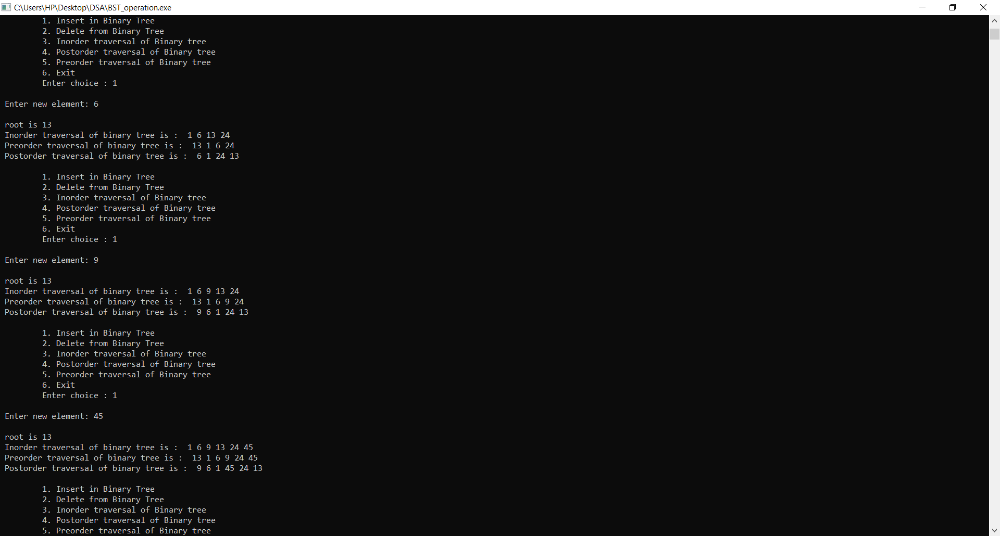 C:\Users\HP\Desktop\DSA\BST_operation.exe
1. Insert in Binary Tree
2. Delete from Binary Tree
3. Inorder traversal of Binary tree
4. Postorder traversal of Binary tree
5. Preorder traversal of Binary tree
6. Exit
Enter choice : 1
Enter new element: 6
root is 13
Inorder traversal of binary tree is :  1 6 13 24
Preorder traversal of binary tree is :  13 1 6 24
Postorder traversal of binary tree is :  6 1 24 13
1. Insert in Binary Tree
2. Delete from Binary Tree
3. Inorder traversal of Binary tree
4. Postorder traversal of Binary tree
5. Preorder traversal of Binary tree
6. Exit
Enter choice : 1
Enter new element: 9
root is 13
Inorder traversal of binary tree is :  1 6 9 13 24
Preorder traversal of binary tree is :  13 1 6 9 24
Postorder traversal of binary tree is :  9 6 1 24 13
1. Insert in Binary Tree
2. Delete from Binary Tree
3. Inorder traversal of Binary tree
4. Postorder traversal of Binary tree
5. Preorder traversal of Binary tree
6. Exit
Enter choice : 1
Enter new element: 45
root is 13
Inorder traversal of binary tree is :  1 6 9 13 24 45
Preorder traversal of binary tree is :  13 1 6 9 24 45
Postorder traversal of binary tree is :  9 6 1 45 24 13
1. Insert in Binary Tree
2. Delete from Binary Tree
3. Inorder traversal of Binary tree
4. Postorder traversal of Binary tree
5. Preorder traversal of Binary tree